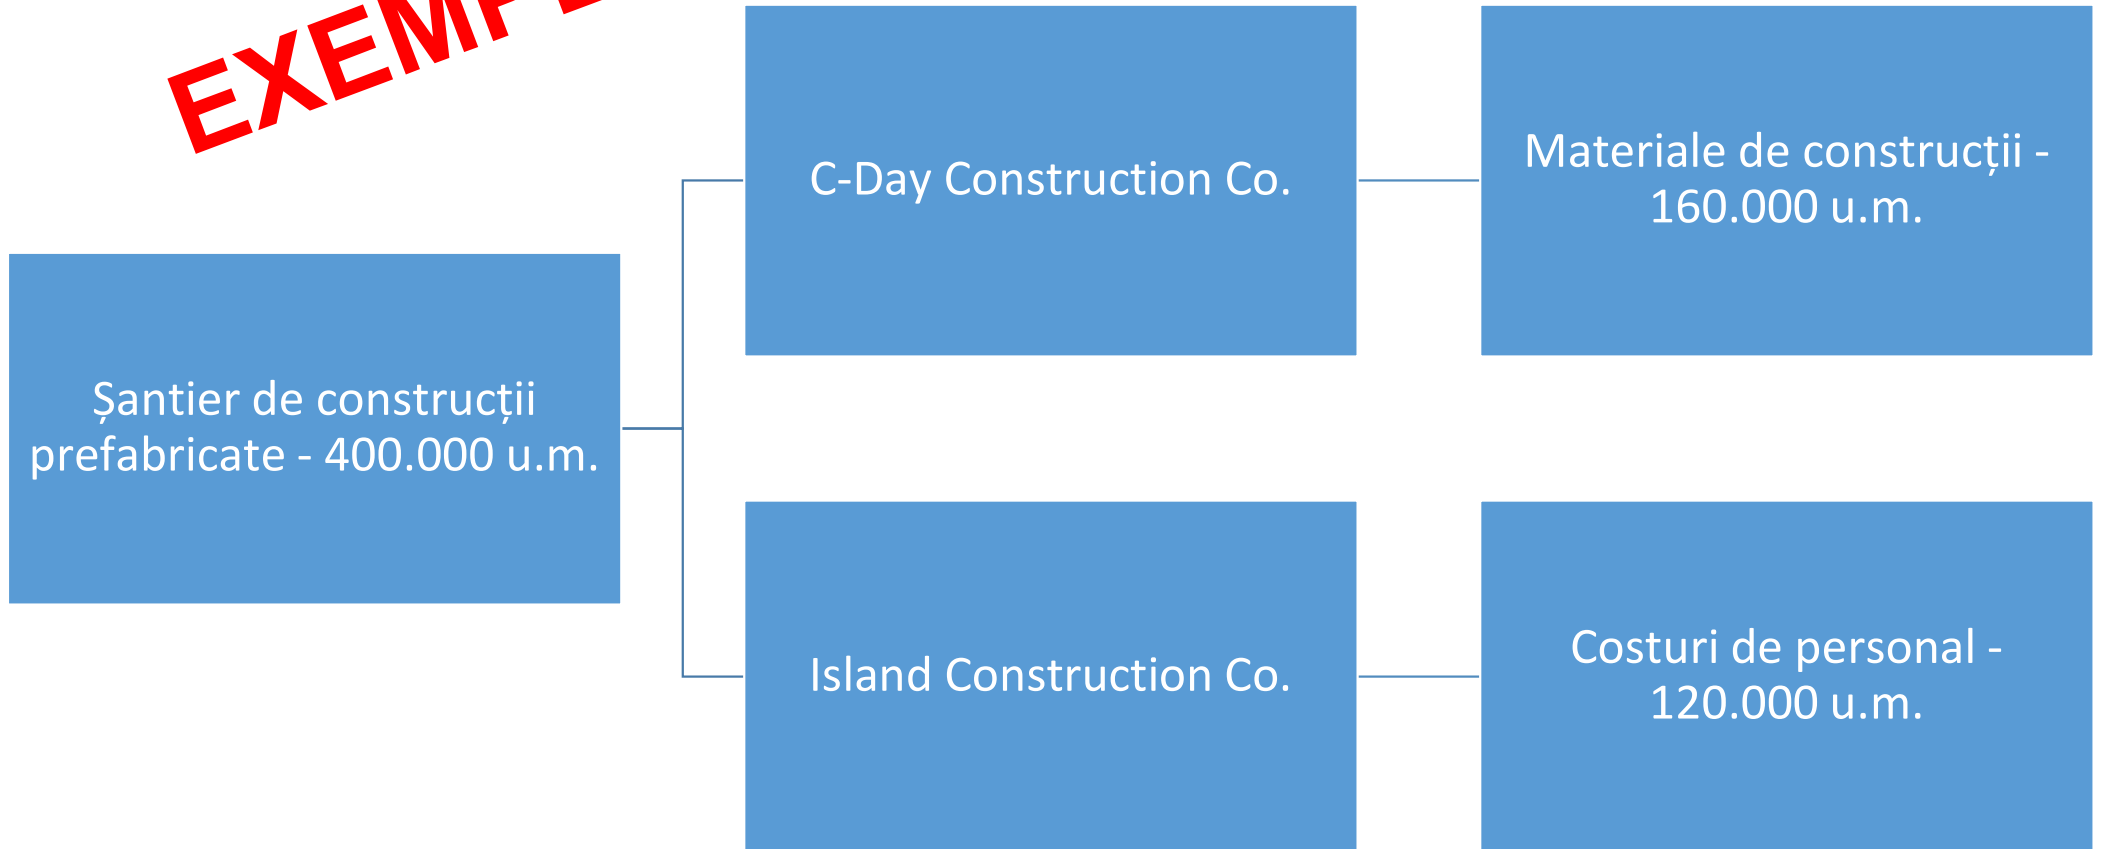 C-Day Construction Co.
Materiale de construcții -
160.000 u.m.
Șantier de construcții
prefabricate - 400.000 u.m.
Island Construction Co.
Costuri de personal -
120.000 u.m.